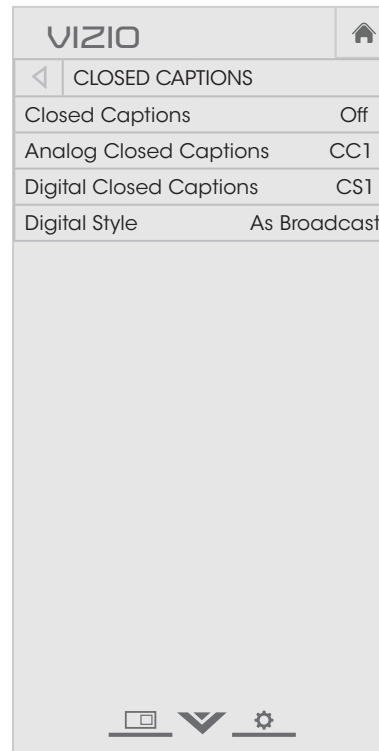 VIZIO
CLOSED CAPTIONS
Closed Captions Off
Analog Closed Captions CC1
Digital Closed Captions CS1
Digital Style As Broadcast